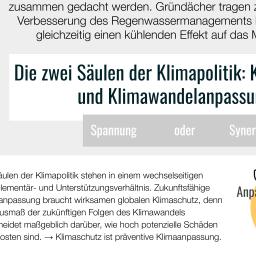 zusammen gedacht werden. Gründächer tragen
Verbesserung des Regenwassermanagements
gleichzeitig einen kühlenden Effekt auf das
Die zwei Säulen der Klimapolitik:
und Klimawandelanpassu
Spannung oder Syner
äulen der Klimapolitik stehen in einem wechselseitigen
lementär- und Unterstützungsverhältnis. Zukunftsfähige
anpassung braucht wirksamen globalen Klimaschutz, denn
usmaß der zukünftigen Folgen des Klimawandels
heidet maßgeblich darüber, wie hoch potenzielle Schäden
osten sind. → Klimaschutz ist präventive Klimaanpassung.
Anpa